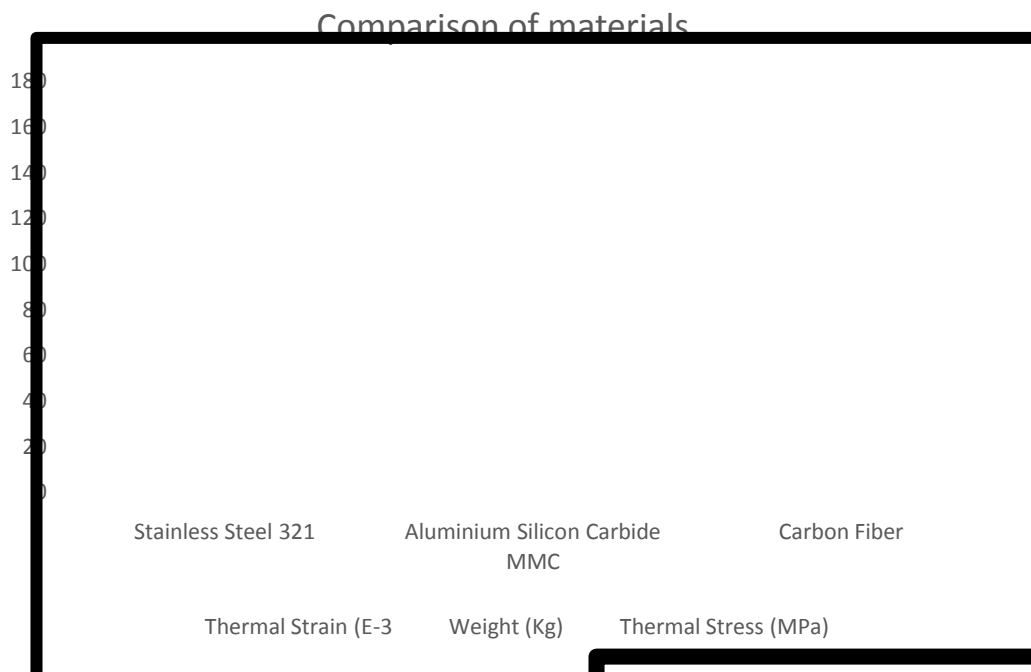 Comparison of materials
180
160
140
120
100
80
60
40
20
0
Stainless Steel 321
Aluminium Silicon Carbide
MMC
Carbon Fiber
Thermal Strain (E-3
Weight (Kg)
Thermal Stress (MPa)